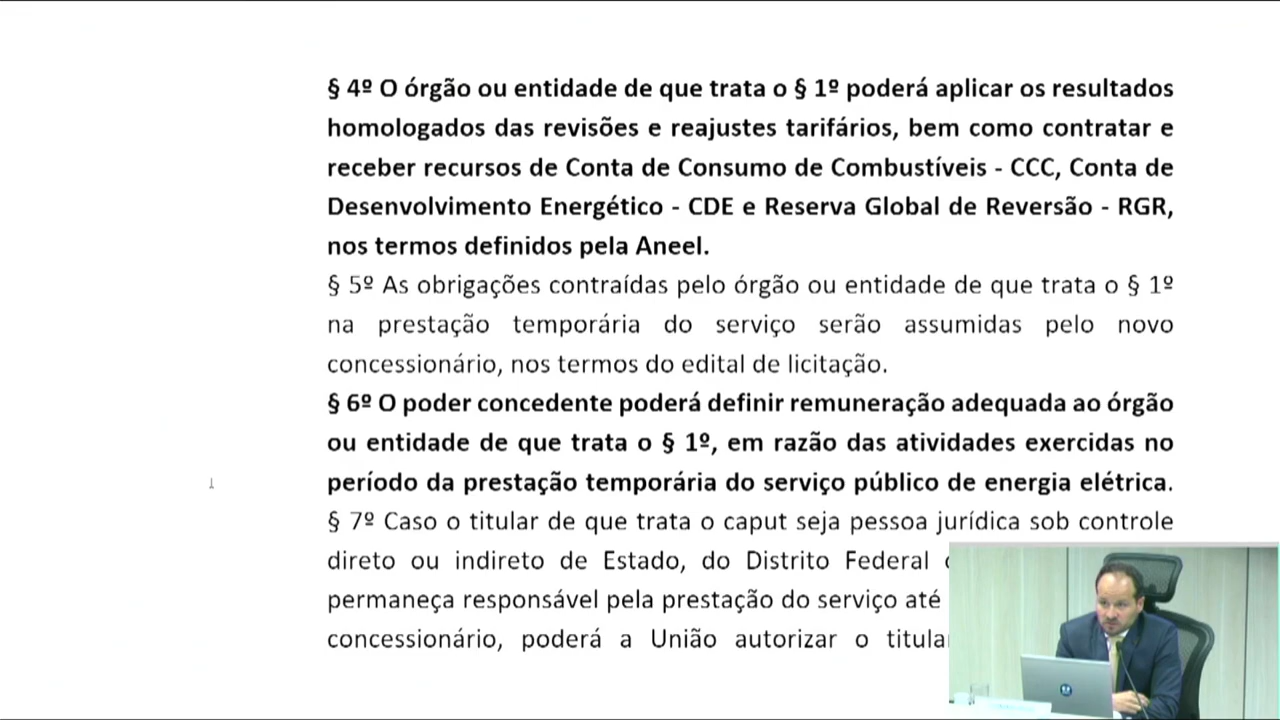 § 4º O órgão ou entidade de que trata o § 1º poderá aplicar os resultados
homologados das revisões e reajustes tarifários, bem como contratar e
receber recursos de Conta de Consumo de Combustíveis - CCC, Conta de
Desenvolvimento Energético - CDE e Reserva Global de Reversão - RGR,
nos termos definidos pela Aneel.
§ 5º As obrigações contraídas pelo órgão ou entidade de que trata o § 1º
na prestação temporária do serviço serão assumidas pelo novo
concessionário, nos termos do edital de licitação.
§ 6º O poder concedente poderá definir remuneração adequada ao órgão
ou entidade de que trata o § 1º, em razão das atividades exercidas no
período da prestação temporária do serviço público de energia elétrica.
§ 7º Caso o titular de que trata o caput seja pessoa jurídica sob controle
direto ou indireto de Estado, do Distrito Federal
permaneça responsável pela prestação do serviço até
concessionário, poderá a União autorizar o